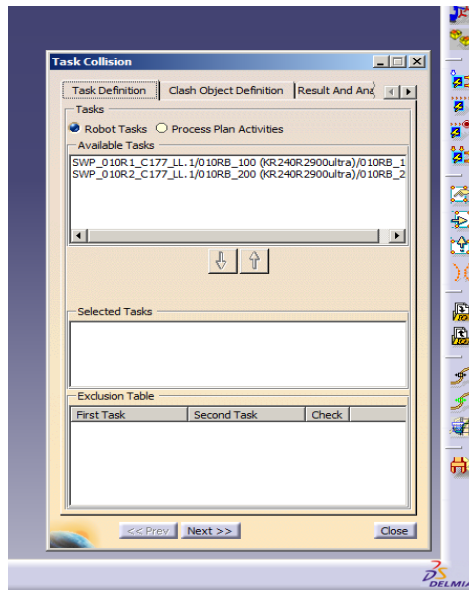 Task Collision
Task Definition Clash Object Definition Result And Ana
Tasks
Robot Tasks Process Plan Activities
Available Tasks
SWP_010R1_C177_LL.1/010RB_100 (KR240R2900ultra)/010RB_1
SWP_010R2_C177_LL.1/010RB_200 (KR240R2900ultra)/010RB_2
Selected Tasks
Exclusion Table
First Task Second Task Check
<< Prev Next >> Close
DELMIA